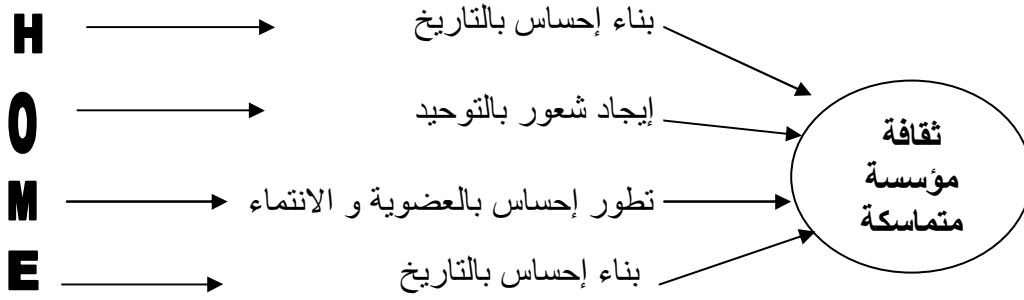 H
بناء إحساس بالتاريخ
O
إيجاد شعور بالتوحيد
M
تطور إحساس بالعضوية و الانتماء
E
بناء إحساس بالتاريخ
ثقافة
مؤسسة
متماسكة